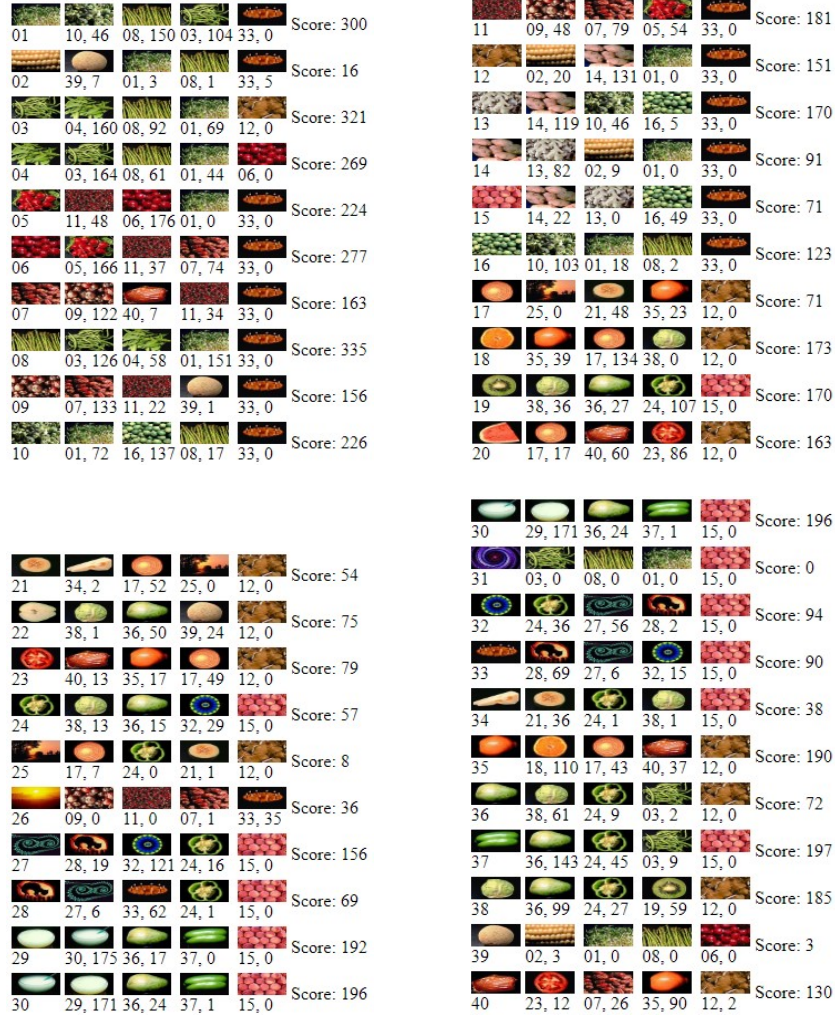 01 10, 46 08, 150 03, 104 33, 0 Score: 300
02 39, 7 01, 3 08, 1 33, 5 Score: 16
03 04, 160 08, 92 01, 69 12, 0 Score: 321
04 03, 164 08, 61 01, 44 06, 0 Score: 269
05 11, 48 06, 176 01, 0 33, 0 Score: 224
06 05, 166 11, 37 07, 74 33, 0 Score: 277
07 09, 122 40, 7 11, 34 33, 0 Score: 163
08 03, 126 04, 58 01, 151 33, 0 Score: 335
09 07, 133 11, 22 39, 1 33, 0 Score: 156
10 01, 72 16, 137 08, 17 33, 0 Score: 226
11 09, 48 07, 79 05, 54 33, 0 Score: 181
12 02, 20 14, 131 01, 0 33, 0 Score: 151
13 14, 119 10, 46 16, 5 33, 0 Score: 170
14 13, 82 02, 9 01, 0 33, 0 Score: 91
15 14, 22 13, 0 16, 49 33, 0 Score: 71
16 10, 103 01, 18 08, 2 33, 0 Score: 123
17 25, 0 21, 48 35, 23 12, 0 Score: 71
18 35, 39 17, 134 38, 0 12, 0 Score: 173
19 38, 36 36, 27 24, 107 15, 0 Score: 170
20 17, 17 40, 60 23, 86 12, 0 Score: 163
21 34, 2 17, 52 25, 0 12, 0 Score: 54
22 38, 1 36, 50 39, 24 12, 0 Score: 75
23 40, 13 35, 17 17, 49 12, 0 Score: 79
24 38, 13 36, 15 32, 29 15, 0 Score: 57
25 17, 7 24, 0 21, 1 12, 0 Score: 8
26 09, 0 11, 0 07, 1 33, 35 Score: 36
27 28, 19 32, 121 24, 16 15, 0 Score: 156
28 27, 6 33, 62 24, 1 15, 0 Score: 69
29 30, 175 36, 17 37, 0 15, 0 Score: 192
30 29, 171 36, 24 37, 1 15, 0 Score: 196
30 29, 171 36, 24 37, 1 15, 0 Score: 196
31 03, 0 08, 0 01, 0 15, 0 Score: 0
32 24, 36 27, 56 28, 2 15, 0 Score: 94
33 28, 69 27, 6 32, 15 15, 0 Score: 90
34 21, 36 24, 1 38, 1 15, 0 Score: 38
35 18, 110 17, 43 40, 37 12, 0 Score: 190
36 38, 61 24, 9 03, 2 12, 0 Score: 72
37 36, 143 24, 45 03, 9 15, 0 Score: 197
38 36, 99 24, 27 19, 59 12, 0 Score: 185
39 02, 3 01, 0 08, 0 06, 0 Score: 3
40 23, 12 07, 26 35, 90 12, 2 Score: 130